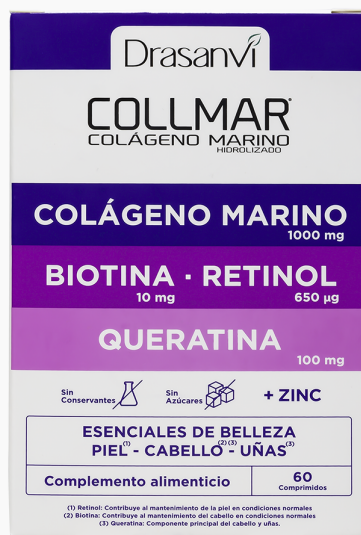 Drasanvi
COLLMAR®
COLÁGENO MARINO
HIDROLIZADO
COLÁGENO MARINO
1000 mg
BIOTINA · RETINOL
10 mg 650 µg
QUERATINA
100 mg
Sin Conservantes
Sin Azúcares
+ ZINC
ESENCIALES DE BELLEZA
PIEL(1) - CABELLO(2)(3) - UÑAS(3)
Complemento alimenticio
60
Comprimidos
(1) Retinol: Contribuye al mantenimiento de la piel en condiciones normales
(2) Biotina: Contribuye al mantenimiento del cabello en condiciones normales
(3) Queratina: Componente principal del cabello y uñas.